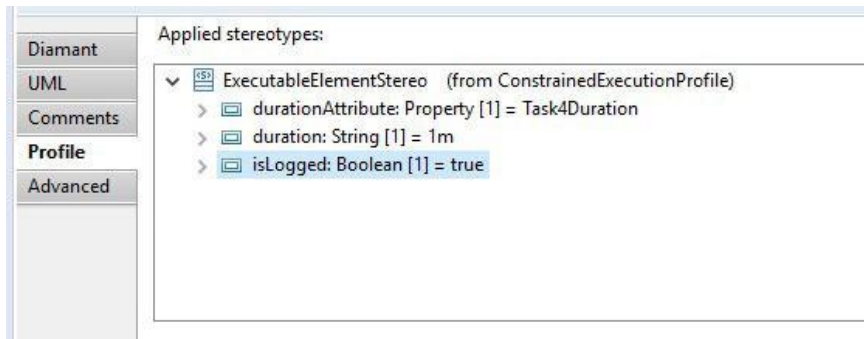 Applied stereotypes:
Diamant
UML
Comments
Profile
Advanced
<S>
ExecutableElementStereo (from ConstrainedExecutionProfile)
durationAttribute: Property [1] = Task4Duration
duration: String [1] = 1m
isLogged: Boolean [1] = true